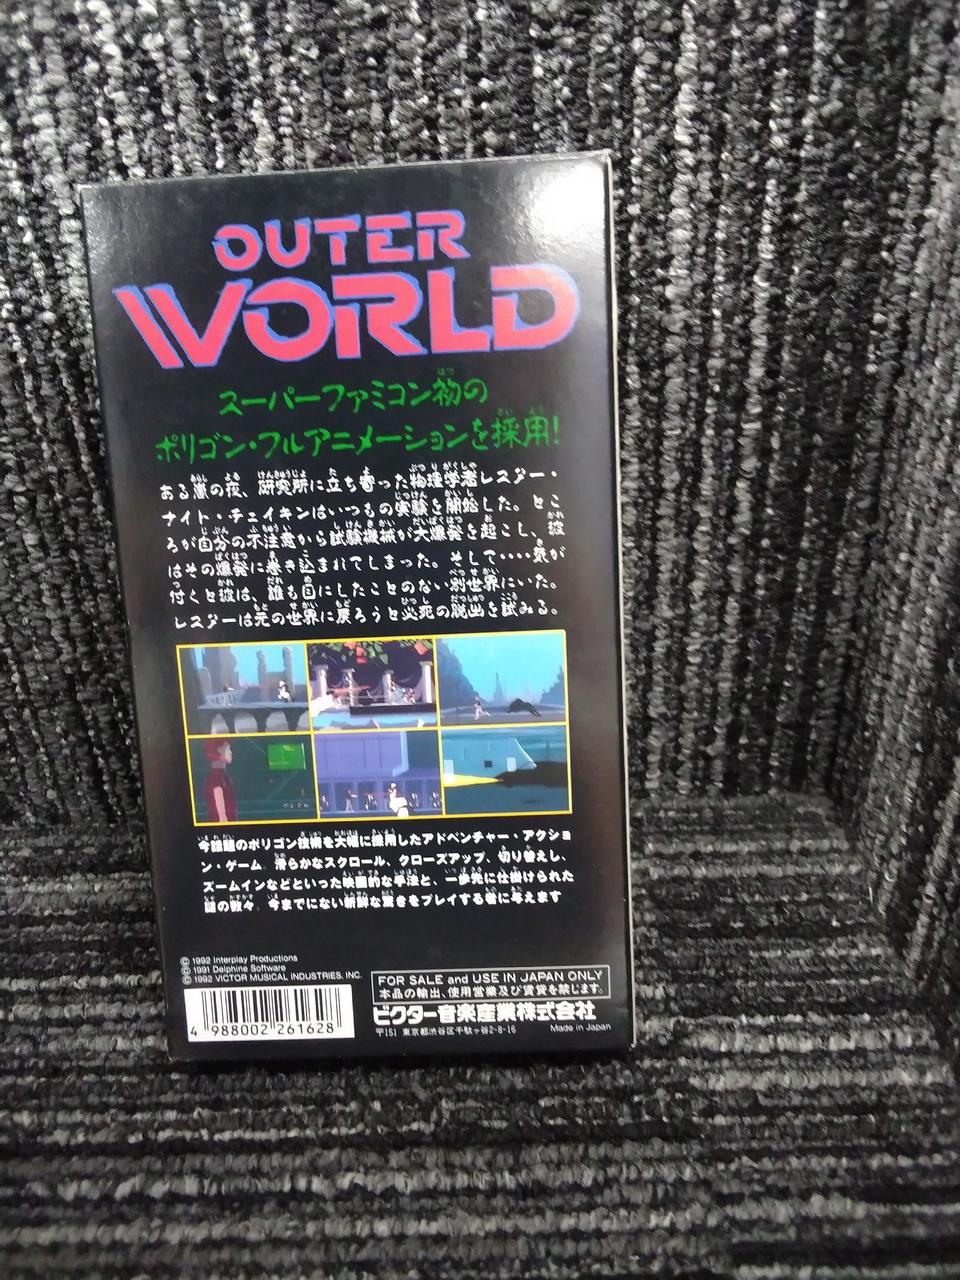 OUTER
WORLD
スーパーファミコン初の
ポリゴン・フルアニメーションを採用!
ある嵐の夜、研究所に立ち寄った物理学者レスター・
ナイト・チェイキンはいつもの実験を開始した。とこ
ろが自分の不注意から試験機械が大爆発を起こし、彼
はその爆発に巻き込まれてしまった。そして‥‥気が
付くと彼は、誰も目にしたことのない別世界にいた。
レスターは元の世界に戻ろうと必死の脱出を試みる。
今話題のポリゴン技術を大幅に採用したアドベンチャー・アクショ
ン・ゲーム 滑らかなスクロール、クローズアップ、切り替えし、
ズームインなどといった映画的な手法と、一歩先に仕掛けられた
謎の数々 今までにない新鮮な驚きをプレイする者に与えます
© 1992 Interplay Productions
© 1991 Delphine Software
© 1992 VICTOR MUSICAL INDUSTRIES, INC.
FOR SALE and USE IN JAPAN ONLY
本品の輸出、使用営業及び賃貸を禁じます。
ビクター音楽産業株式会社
〒151 東京都渋谷区千駄ヶ谷2-8-16
Made in Japan
4 988002 261628